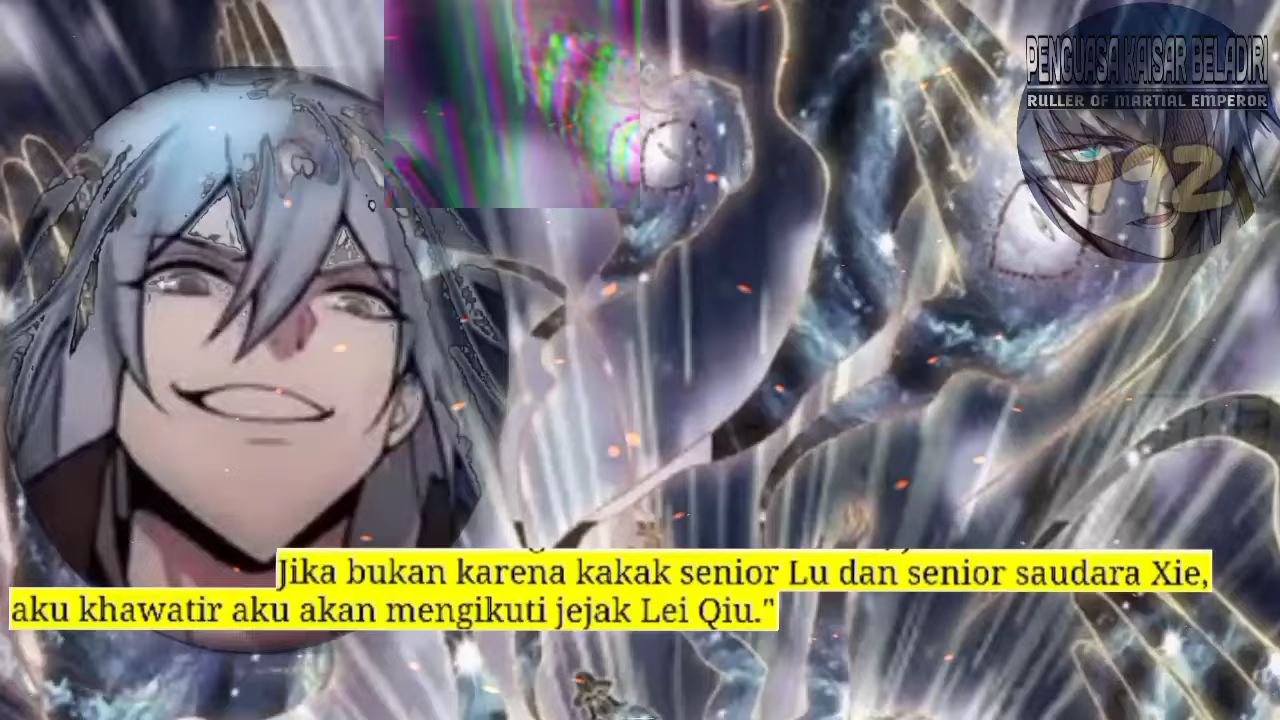 PENGUASA KAISAR BELADIRI
RULLER OF MARTIAL EMPEROR
Jika bukan karena kakak senior Lu dan senior saudara Xie,
aku khawatir aku akan mengikuti jejak Lei Qiu."